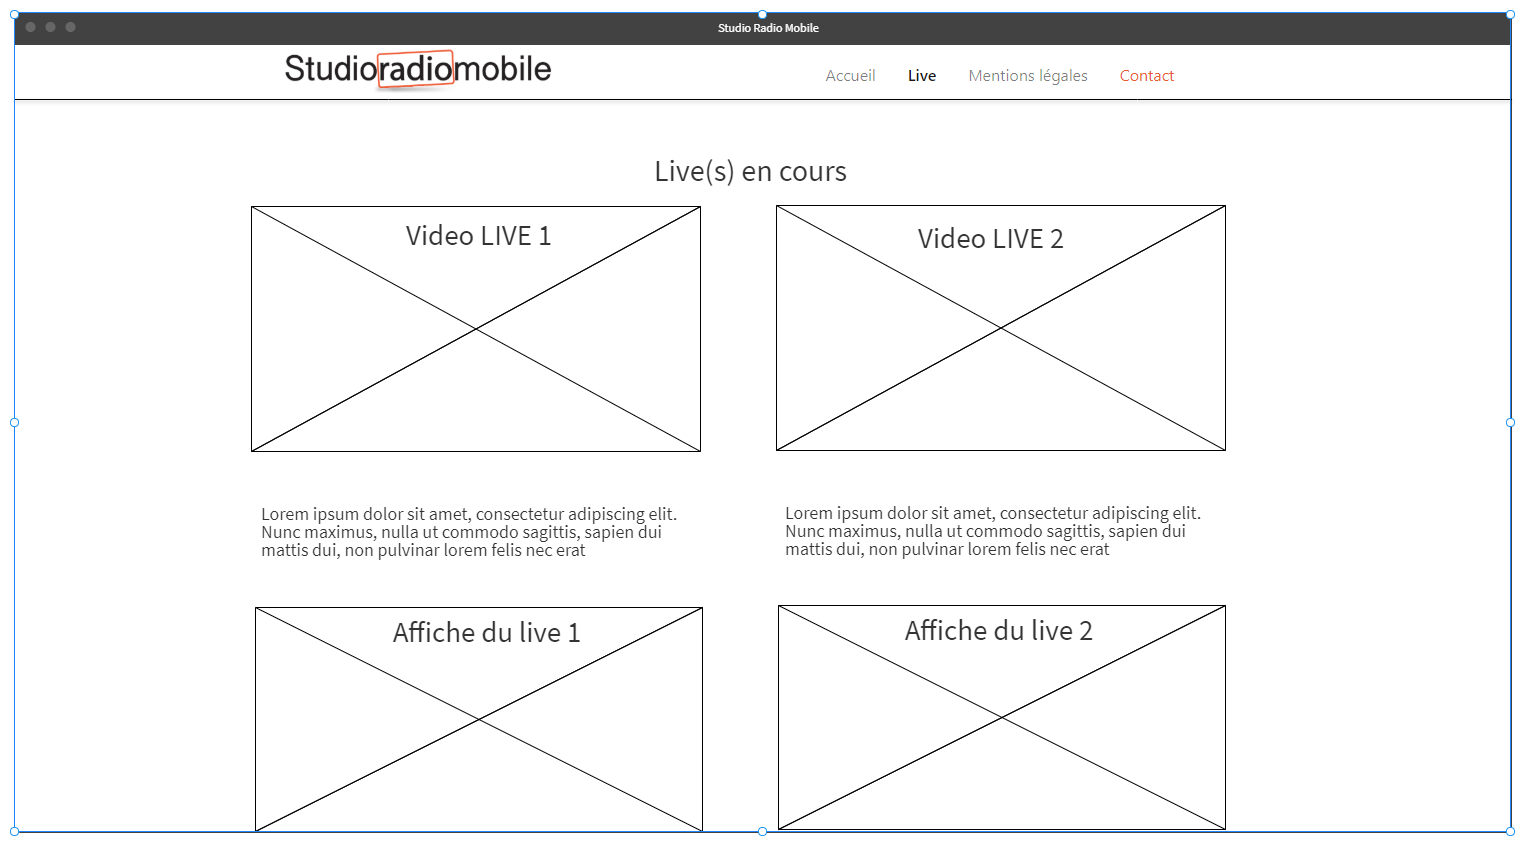 Studio Radio Mobile
Studioradiomobile
Accueil Live Mentions légales Contact
Live(s) en cours
Video LIVE 1
Video LIVE 2
Lorem ipsum dolor sit amet, consectetur adipiscing elit.
Nunc maximus, nulla ut commodo sagittis, sapien dui
mattis dui, non pulvinar lorem felis nec erat
Lorem ipsum dolor sit amet, consectetur adipiscing elit.
Nunc maximus, nulla ut commodo sagittis, sapien dui
mattis dui, non pulvinar lorem felis nec erat
Affiche du live 1
Affiche du live 2